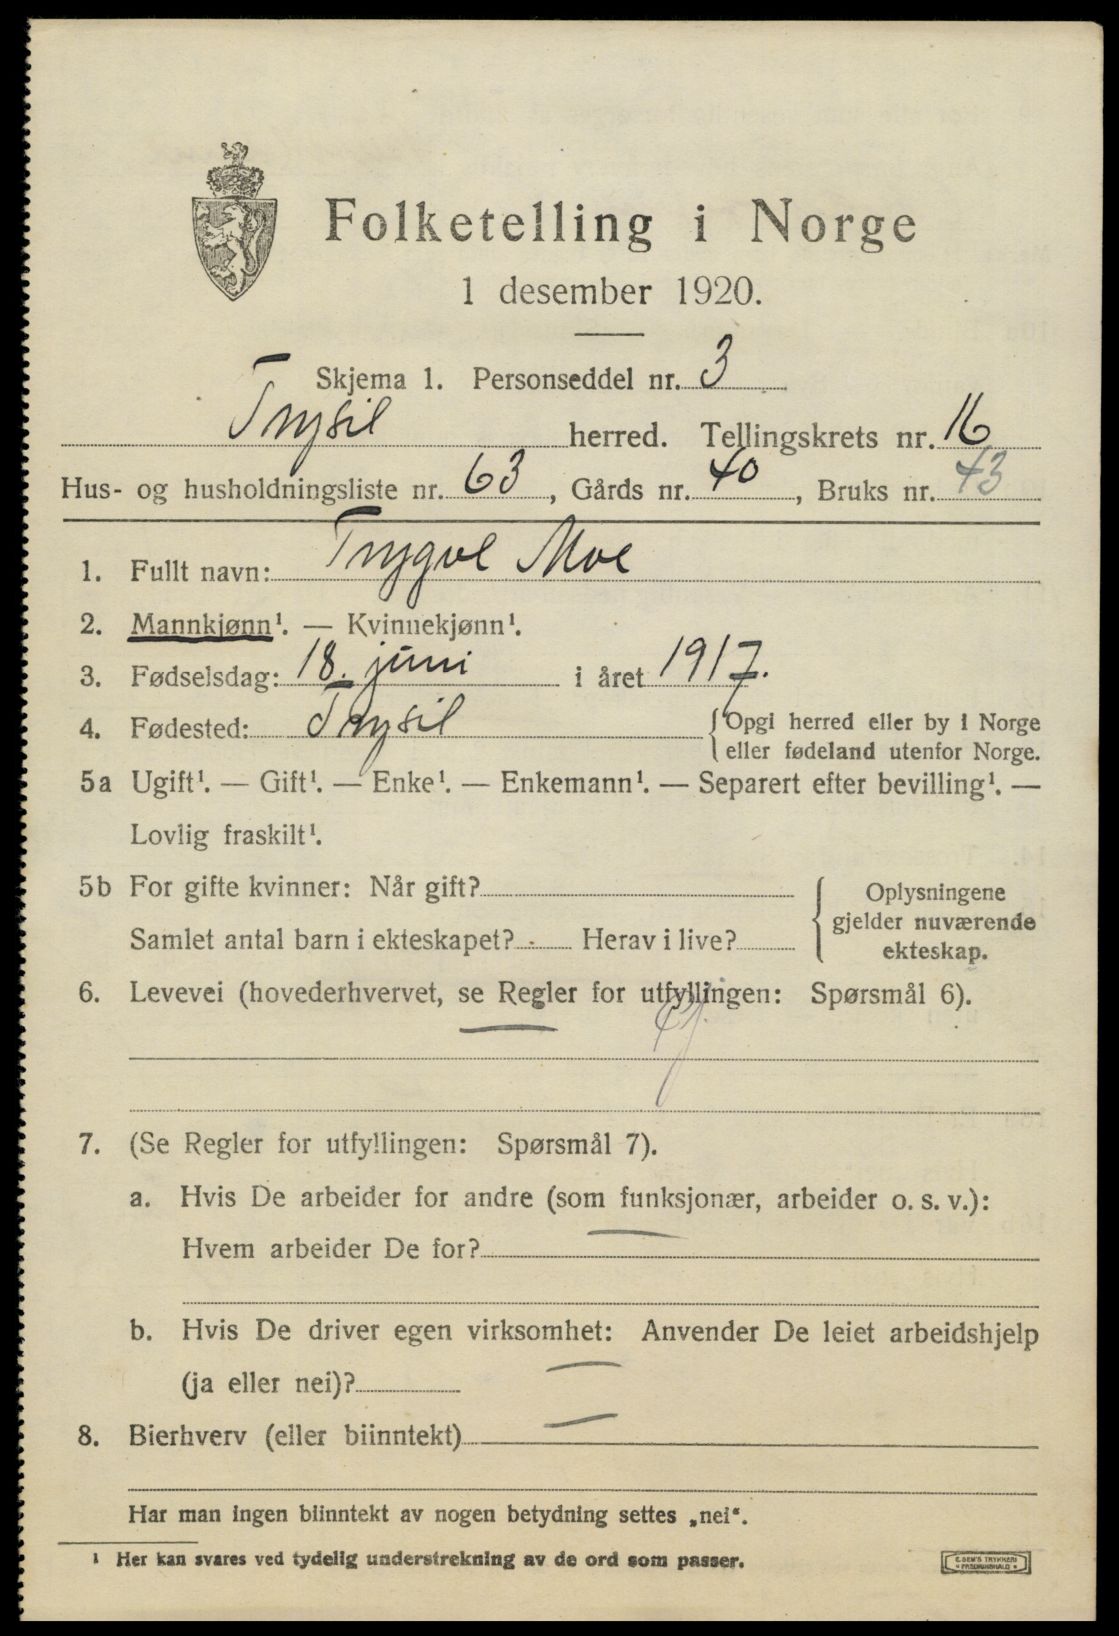 Folketelling i Norge
1 desember 1920.
Skjema 1. Personseddel nr. 3
Trysil herred. Tellingskrets nr. 16
Hus- og husholdningsliste nr. 63, Gårds nr. 40, Bruks nr. 43
1. Fullt navn: Trygve Moe
2. Mannkjønn¹. — Kvinnekjønn¹.
3. Fødselsdag: 18. juni i året 1917.
4. Fødested: Trysil {Opgi herred eller by i Norge
eller fødeland utenfor Norge.
5a Ugift¹. — Gift¹. — Enke¹. — Enkemann¹. — Separert efter bevilling¹. —
Lovlig fraskilt¹.
5b For gifte kvinner: Når gift?
Samlet antal barn i ekteskapet? Herav i live?
{Oplysningene
gjelder nuværende
ekteskap.
6. Levevei (hovederhvervet, se Regler for utfyllingen: Spørsmål 6).
—
7. (Se Regler for utfyllingen: Spørsmål 7).
a. Hvis De arbeider for andre (som funksjonær, arbeider o. s. v.):
Hvem arbeider De for? —
b. Hvis De driver egen virksomhet: Anvender De leiet arbeidshjelp
(ja eller nei)? —
8. Bierhverv (eller biinntekt) —
Har man ingen biinntekt av nogen betydning settes „nei“.
¹ Her kan svares ved tydelig understrekning av de ord som passer.
E. SEM'S TRYKKERI
FREDRIKSHALD